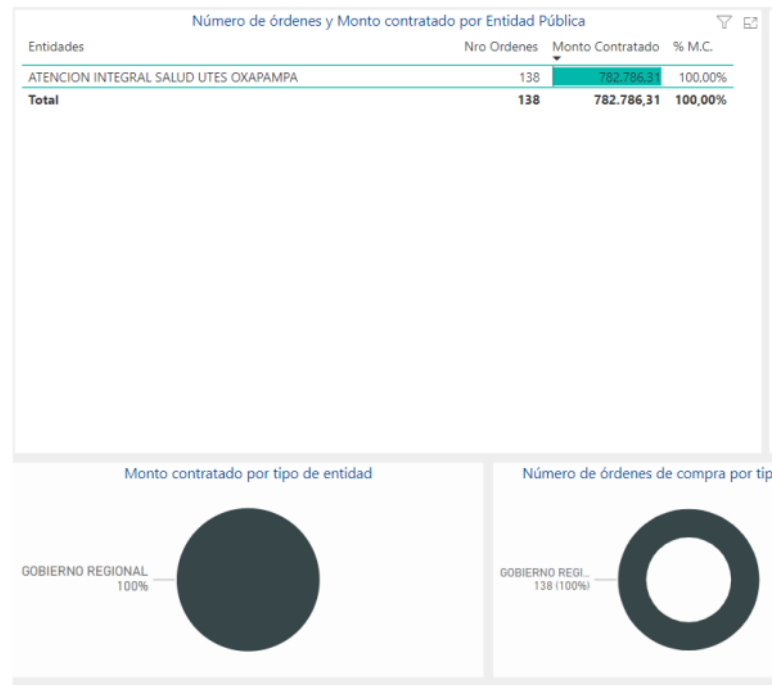 Número de órdenes y Monto contratado por Entidad Pública
Entidades Nro Ordenes Monto Contratado % M.C.
ATENCION INTEGRAL SALUD UTES OXAPAMPA 138 782.786,31 100,00%
Total 138 782.786,31 100,00%
Monto contratado por tipo de entidad
GOBIERNO REGIONAL
100%
Número de órdenes de compra por tip
GOBIERNO REGI...
138 (100%)